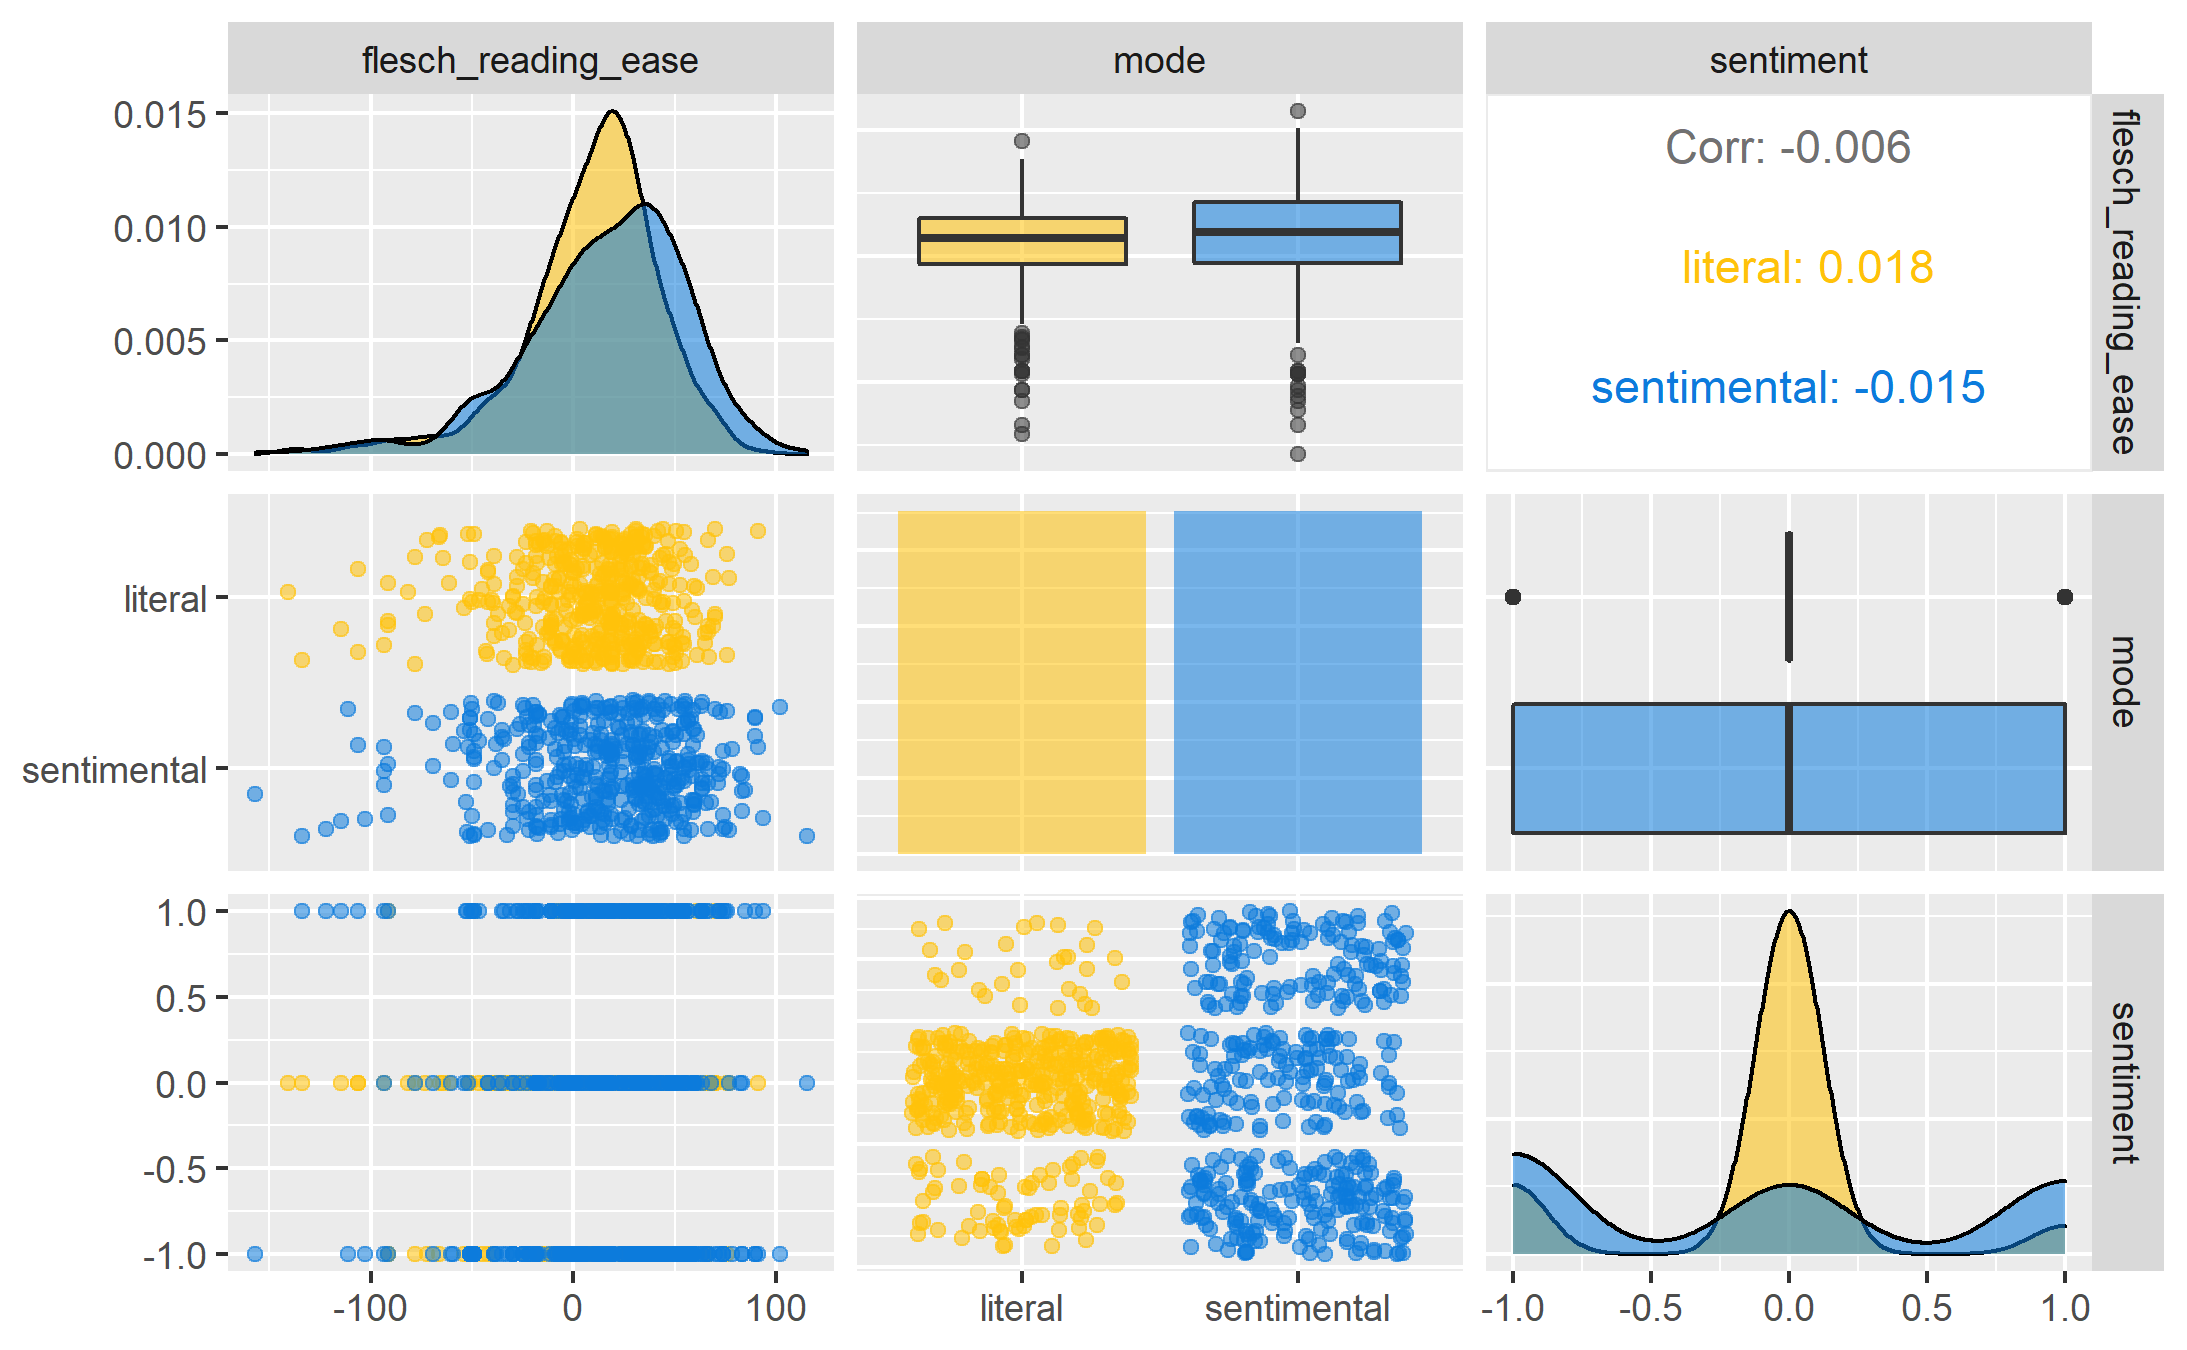 flesch_reading_ease
mode
sentiment
0.015
0.010
0.005
0.000
Corr: -0.006
literal: 0.018
sentimental: -0.015
flesch_reading_ease
literal
sentimental
mode
1.0
0.5
0.0
-0.5
-1.0
sentiment
-100
0
100
literal
sentimental
-1.0
-0.5
0.0
0.5
1.0